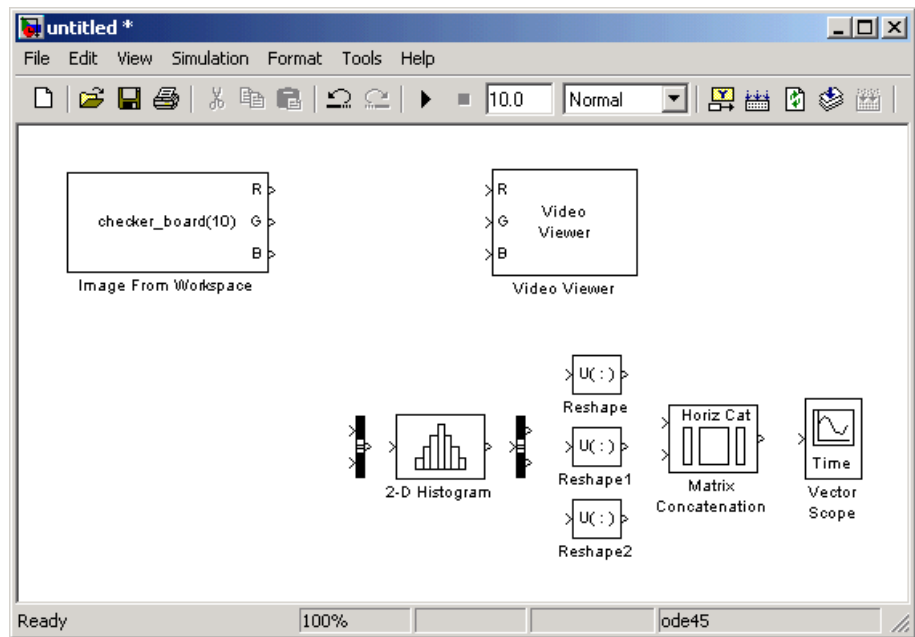 untitled *
File Edit View Simulation Format Tools Help
10.0 Normal
R
checker_board(10) G
B
Image From Workspace
R
G
B
Video
Viewer
Video Viewer
U(:)
Reshape
U(:)
Reshape1
U(:)
Reshape2
2-D Histogram
Horiz Cat
Matrix
Concatenation
Time
Vector
Scope
Ready 100% ode45